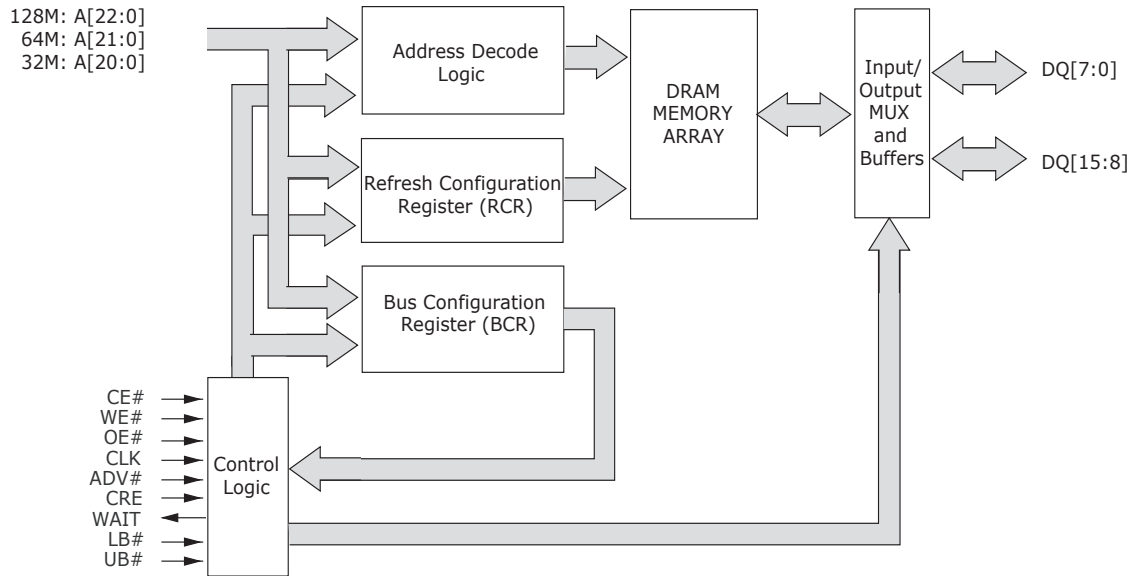 128M: A[22:0]
64M: A[21:0]
32M: A[20:0]
Address Decode
Logic
DRAM
MEMORY
ARRAY
Input/
Output
MUX
and
Buffers
DQ[7:0]
DQ[15:8]
Refresh Configuration
Register (RCR)
Bus Configuration
Register (BCR)
CE#
WE#
OE#
CLK
ADV#
CRE
WAIT
LB#
UB#
Control
Logic